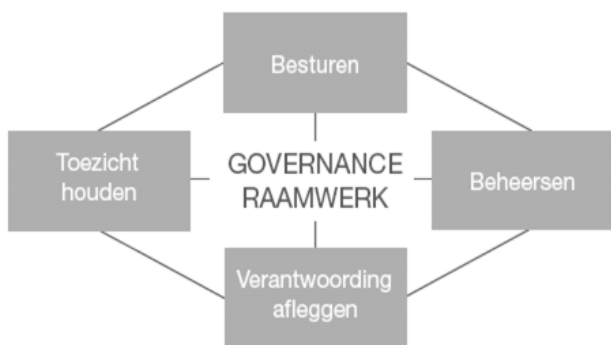 Besturen
Toezicht
houden
GOVERNANCE
RAAMWERK
Beheersen
Verantwoording
afleggen